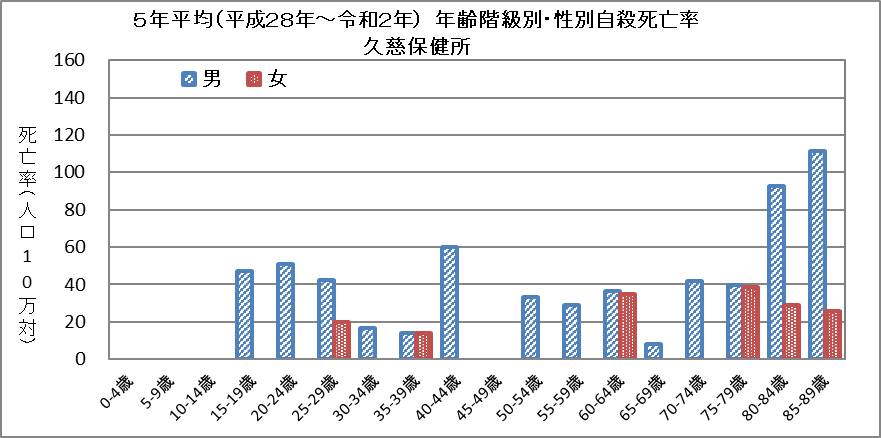 ５年平均(平成２８年～令和２年)　年齢階級別・性別自殺死亡率
久慈保健所
男
女
死亡率(人口１０万対)
160
140
120
100
80
60
40
20
0
0-4歳
5-9歳
10-14歳
15-19歳
20-24歳
25-29歳
30-34歳
35-39歳
40-44歳
45-49歳
50-54歳
55-59歳
60-64歳
65-69歳
70-74歳
75-79歳
80-84歳
85-89歳